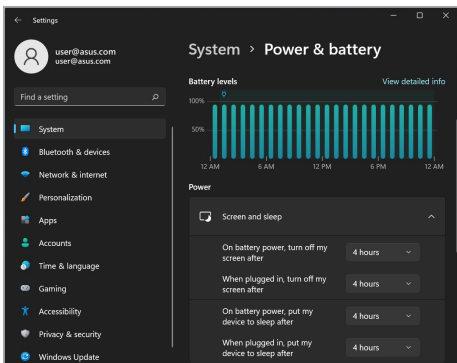 Settings
user@asus.com
user@asus.com
Find a setting
System
Bluetooth & devices
Network & internet
Personalization
Apps
Accounts
Time & language
Gaming
Accessibility
Privacy & security
Windows Update
System > Power & battery
Battery levels
View detailed info
100%
50%
12 AM 6 AM 12 PM 6 PM 12 AM
Power
Screen and sleep
On battery power, turn off my
screen after
4 hours
When plugged in, turn off my
screen after
4 hours
On battery power, put my
device to sleep after
4 hours
When plugged in, put my
device to sleep after
4 hours